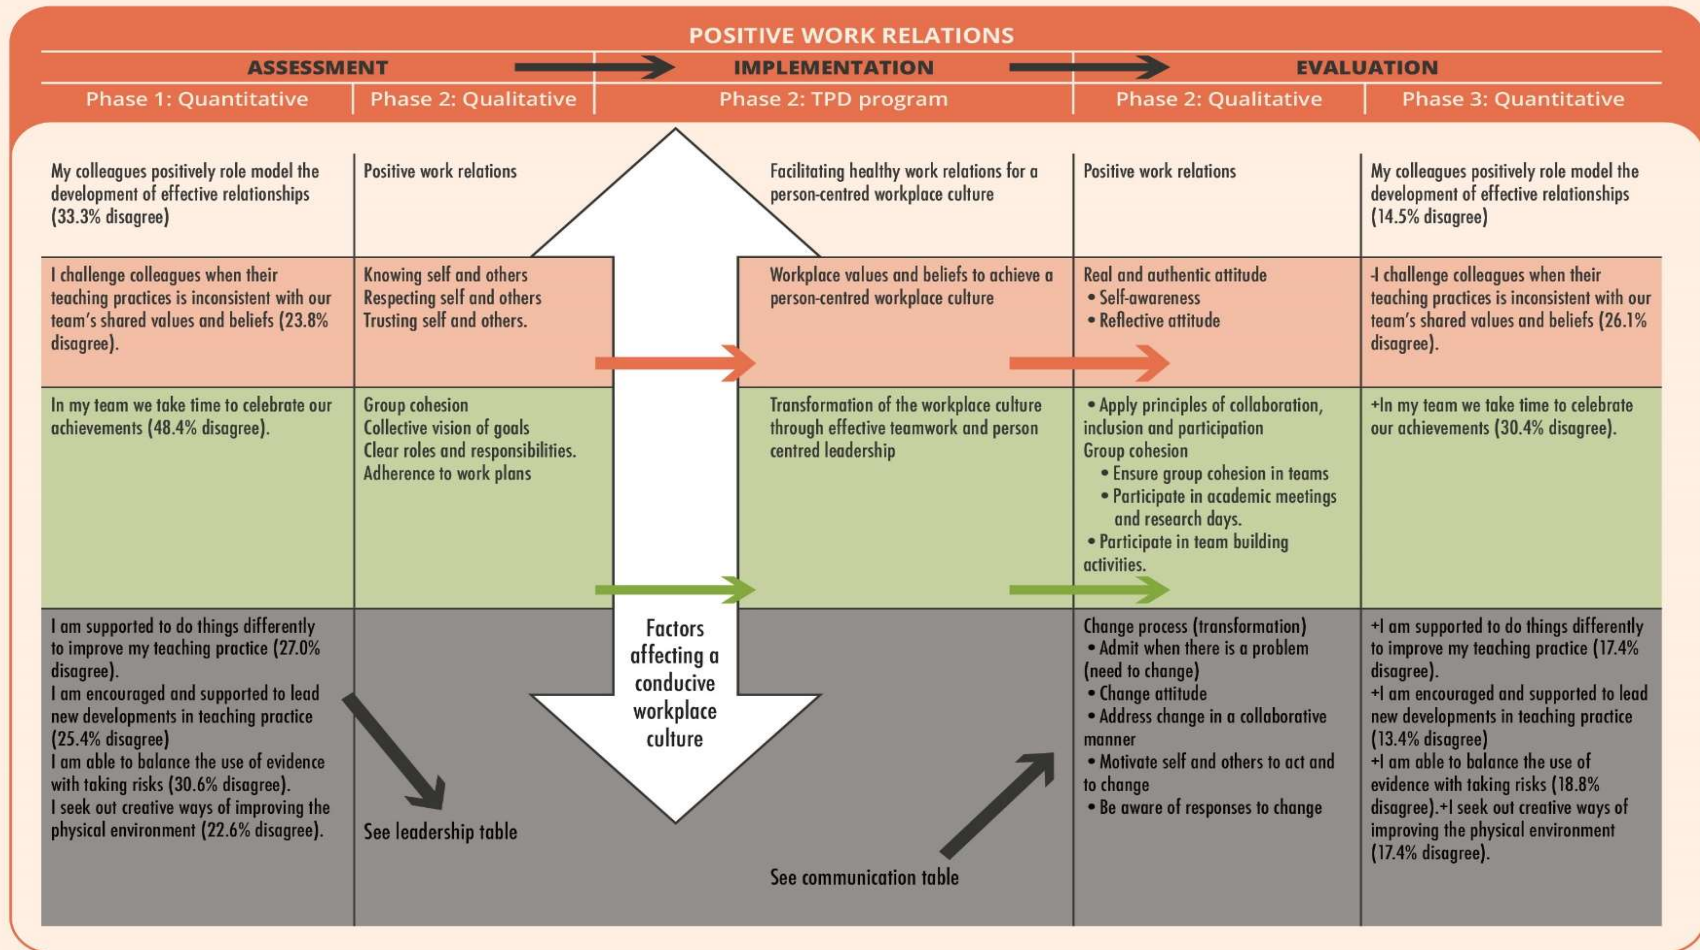 POSITIVE WORK RELATIONS
ASSESSMENT
IMPLEMENTATION
EVALUATION
Phase 1: Quantitative
Phase 2: Qualitative
Phase 2: TPD program
Phase 2: Qualitative
Phase 3: Quantitative
My colleagues positively role model the
development of effective relationships
(33.3% disagree)
Positive work relations
Facilitating healthy work relations for a
person-centred workplace culture
Positive work relations
My colleagues positively role model the
development of effective relationships
(14.5% disagree)
I challenge colleagues when their
teaching practices is inconsistent with our
team's shared values and beliefs (23.8%
disagree).
Knowing self and others
Respecting self and others
Trusting self and others.
Workplace values and beliefs to achieve a
person-centred workplace culture
Real and authentic attitude
• Self-awareness
• Reflective attitude
-I challenge colleagues when their
teaching practices is inconsistent with our
team's shared values and beliefs (26.1%
disagree).
In my team we take time to celebrate our
achievements (48.4% disagree).
Group cohesion
Collective vision of goals
Clear roles and responsibilities.
Adherence to work plans
Transformation of the workplace culture
through effective teamwork and person
centred leadership
• Apply principles of collaboration,
inclusion and participation
Group cohesion
• Ensure group cohesion in teams
• Participate in academic meetings
and research days.
• Participate in team building
activities.
+In my team we take time to celebrate
our achievements (30.4% disagree).
I am supported to do things differently
to improve my teaching practice (27.0%
disagree).
I am encouraged and supported to lead
new developments in teaching practice
(25.4% disagree)
I am able to balance the use of evidence
with taking risks (30.6% disagree).
I seek out creative ways of improving the
physical environment (22.6% disagree).
See leadership table
Factors
affecting a
conducive
workplace
culture
See communication table
Change process (transformation)
• Admit when there is a problem
(need to change)
• Change attitude
• Address change in a collaborative
manner
• Motivate self and others to act and
to change
• Be aware of responses to change
+I am supported to do things differently
to improve my teaching practice (17.4%
disagree).
+I am encouraged and supported to lead
new developments in teaching practice
(13.4% disagree)
+I am able to balance the use of
evidence with taking risks (18.8%
disagree).+I seek out creative ways of
improving the physical environment
(17.4% disagree).